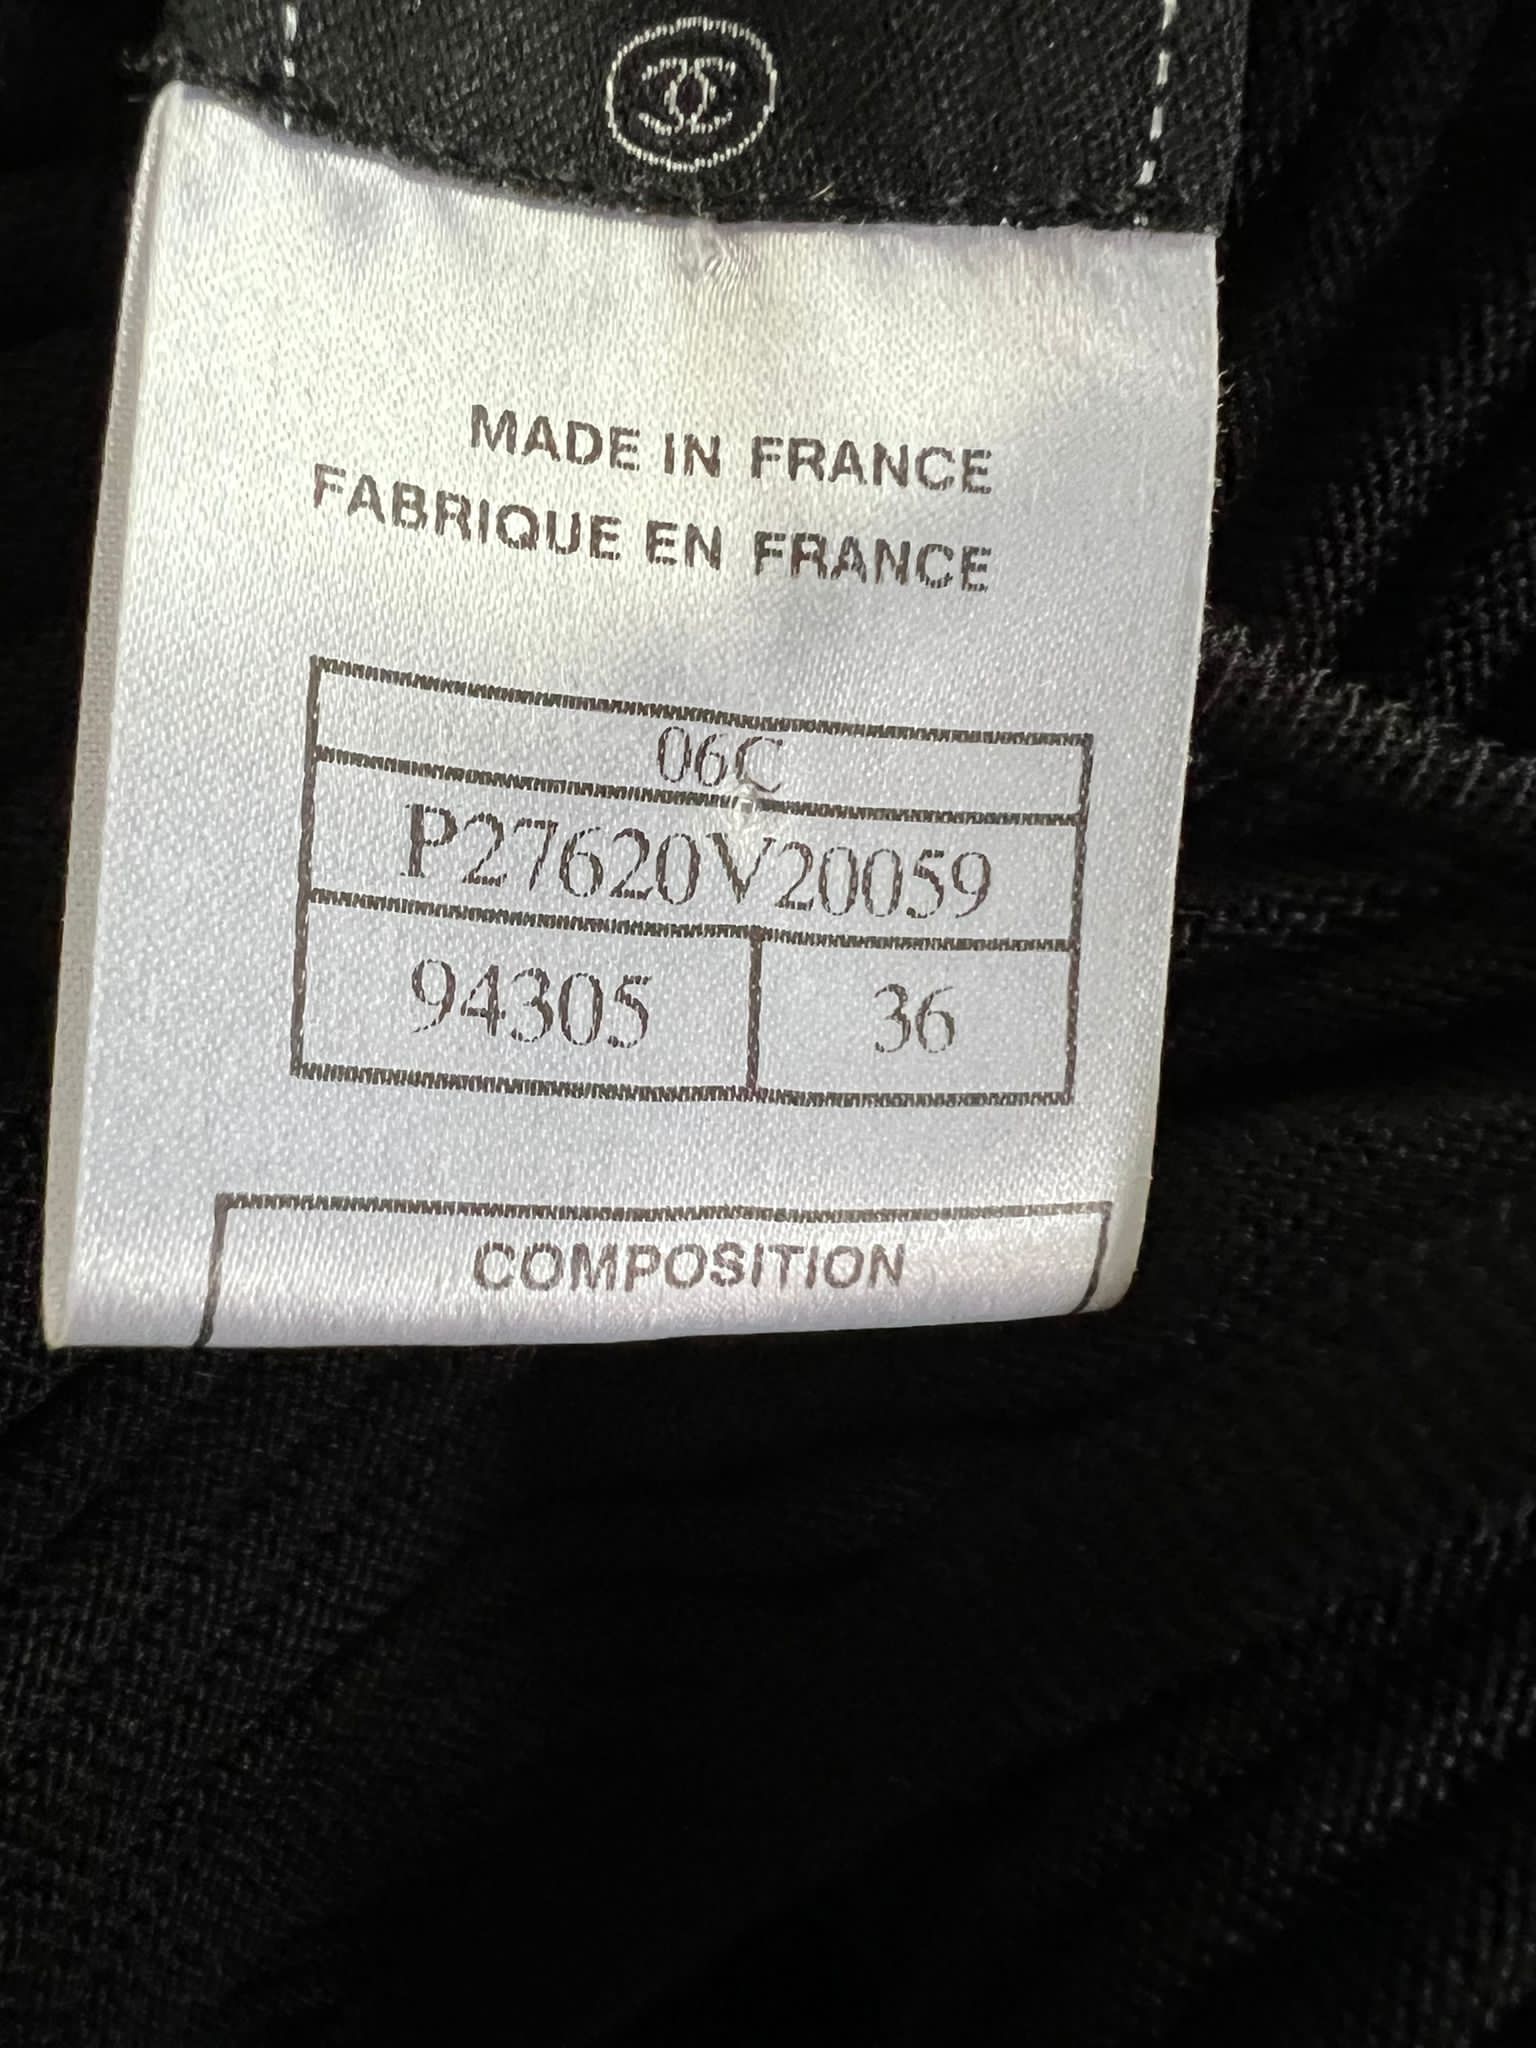 MADE IN FRANCE
FABRIQUE EN FRANCE
06C
P27620V20059
94305 36
COMPOSITION